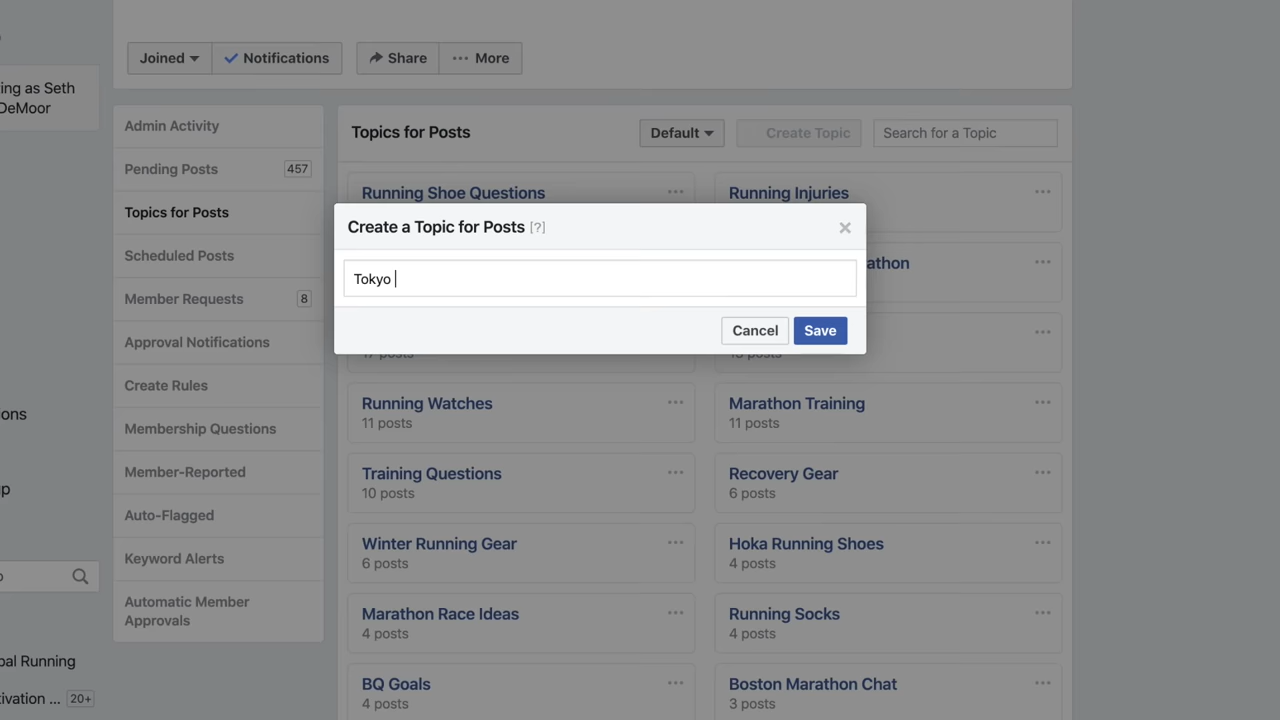 Joined
Notifications
Share
More
ing as Seth
DeMoor
Admin Activity
Pending Posts 457
Topics for Posts
Scheduled Posts
Member Requests 8
Approval Notifications
Create Rules
Membership Questions
Member-Reported
Auto-Flagged
Keyword Alerts
Automatic Member
Approvals
ons
up
bal Running
tivation ... 20+
Topics for Posts
Default
Create Topic
Search for a Topic
Running Shoe Questions
Running Injuries
athon
Create a Topic for Posts [?]
Tokyo
Cancel
Save
17 posts
Running Watches
11 posts
Marathon Training
11 posts
Training Questions
10 posts
Recovery Gear
6 posts
Winter Running Gear
6 posts
Hoka Running Shoes
4 posts
Marathon Race Ideas
4 posts
Running Socks
4 posts
BQ Goals
4 posts
Boston Marathon Chat
3 posts